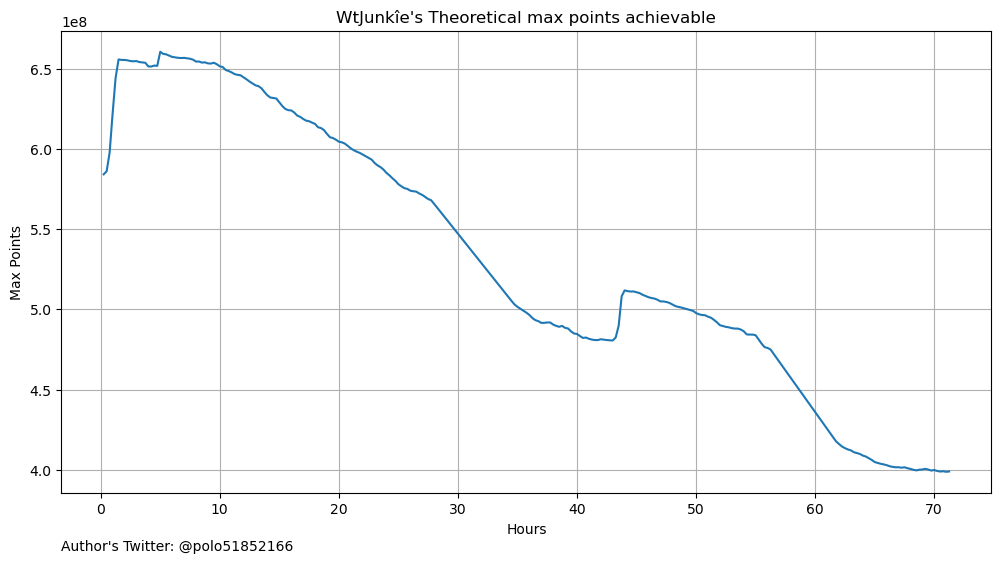 WtJunkîe's Theoretical max points achievable
1e8
6.5
6.0
5.5
5.0
4.5
4.0
Max Points
0 10 20 30 40 50 60 70
Hours
Author's Twitter: @polo51852166